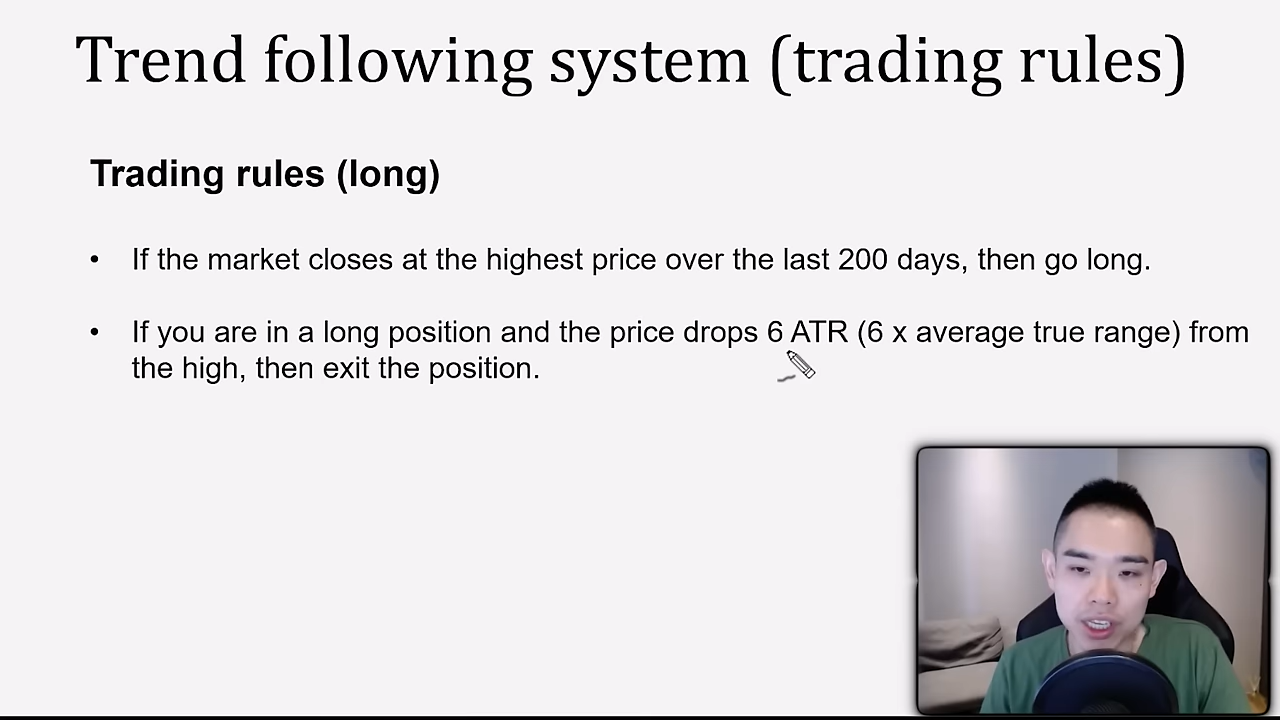 Trend following system (trading rules)
Trading rules (long)
• If the market closes at the highest price over the last 200 days, then go long.
• If you are in a long position and the price drops 6 ATR (6 x average true range) from
the high, then exit the position.